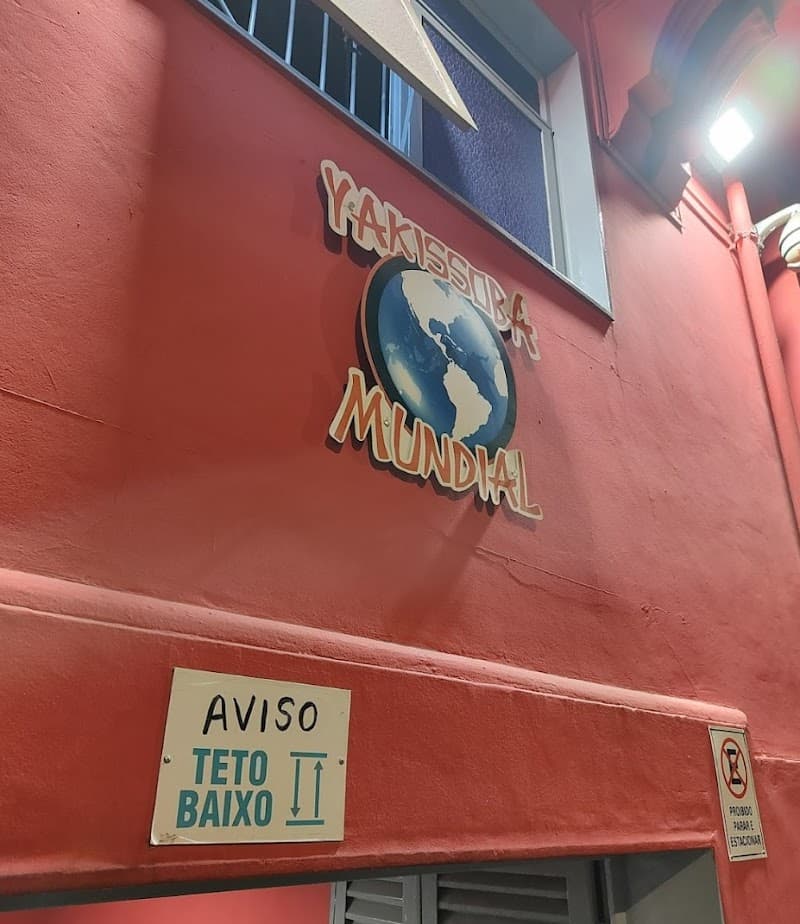 YAKISSOBA
MUNDIAL
AVISO
TETO
BAIXO
E
PROIBIDO
PARAR E
ESTACIONAR